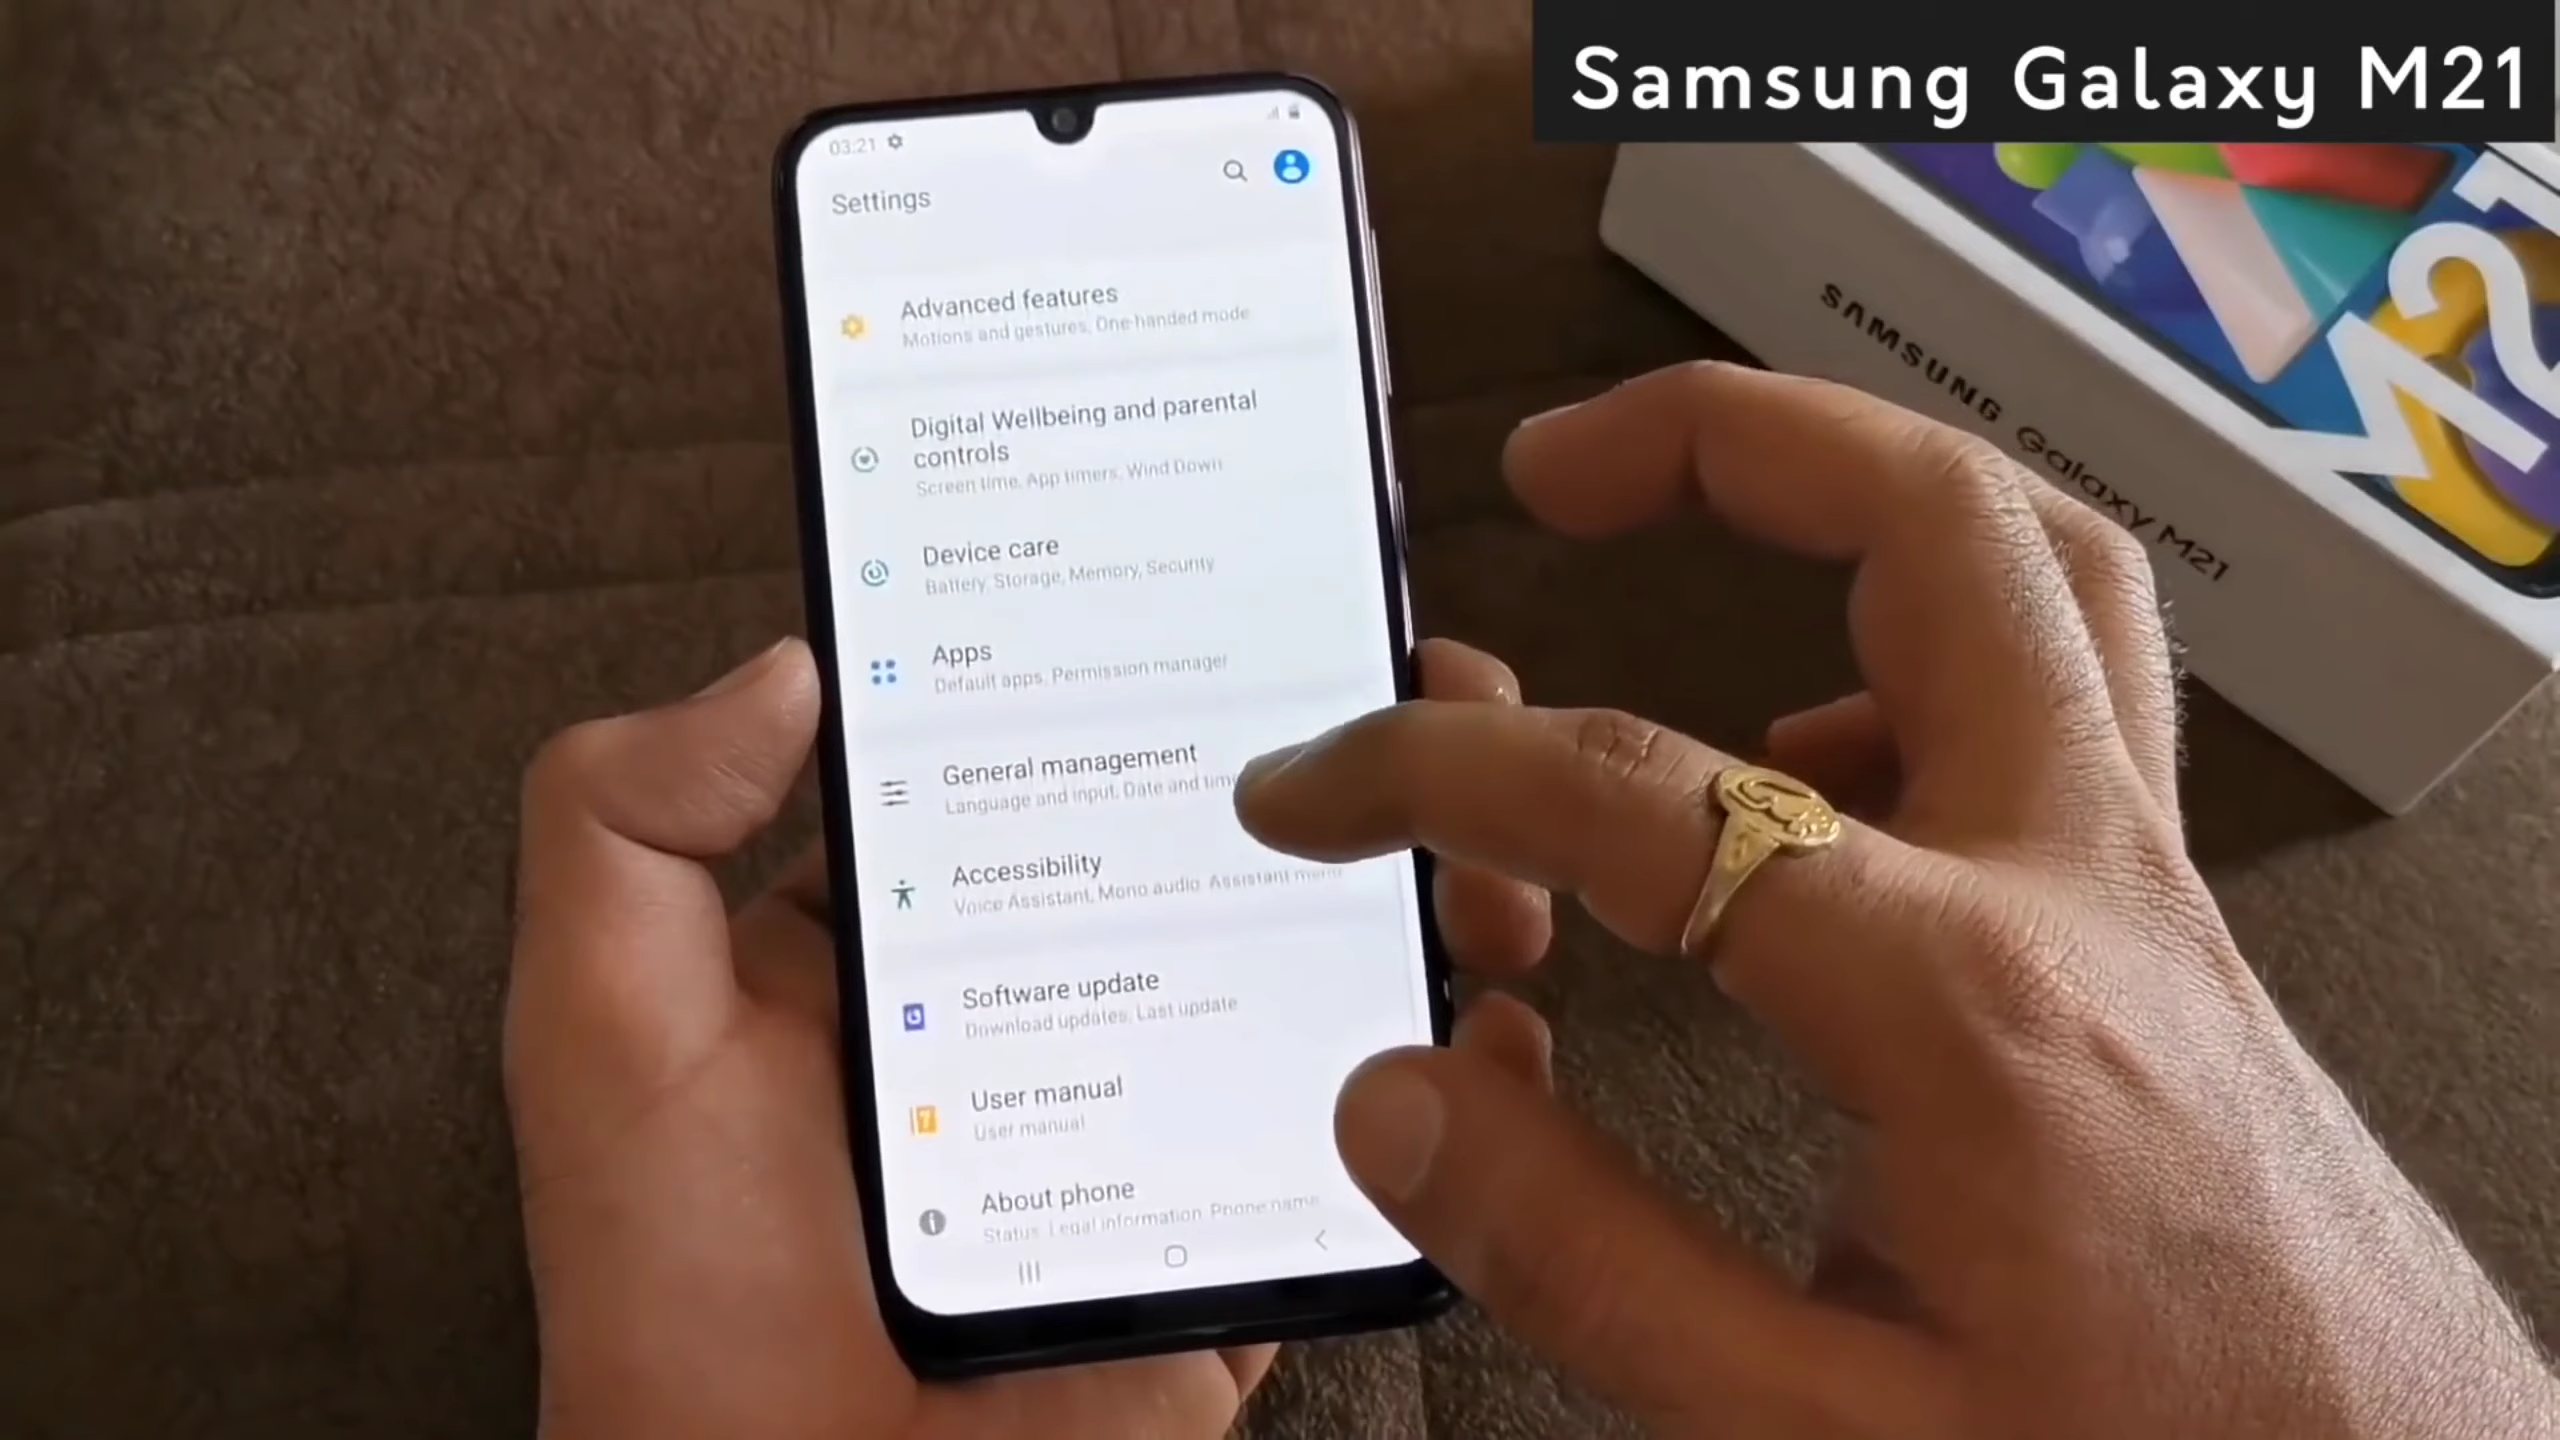 Samsung Galaxy M21
03:21
Settings
Advanced features
Motions and gestures, One-handed mode
Digital Wellbeing and parental
controls
Screen time, App timers, Wind Down
Device care
Battery, Storage, Memory, Security
Apps
Default apps, Permission manager
General management
Language and input, Date and
Accessibility
Voice Assistant, Mono audio, Assistant menu
Software update
Download updates, Last update
User manual
User manual
About phone
Status, Legal information, Phone name
SAMSUNG Galaxy M21
M21